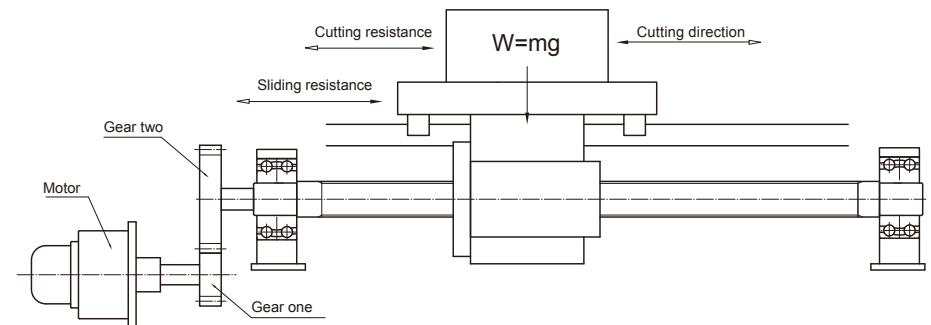 Cutting resistance
W=mg
Cutting direction
Sliding resistance
Gear two
Motor
Gear one